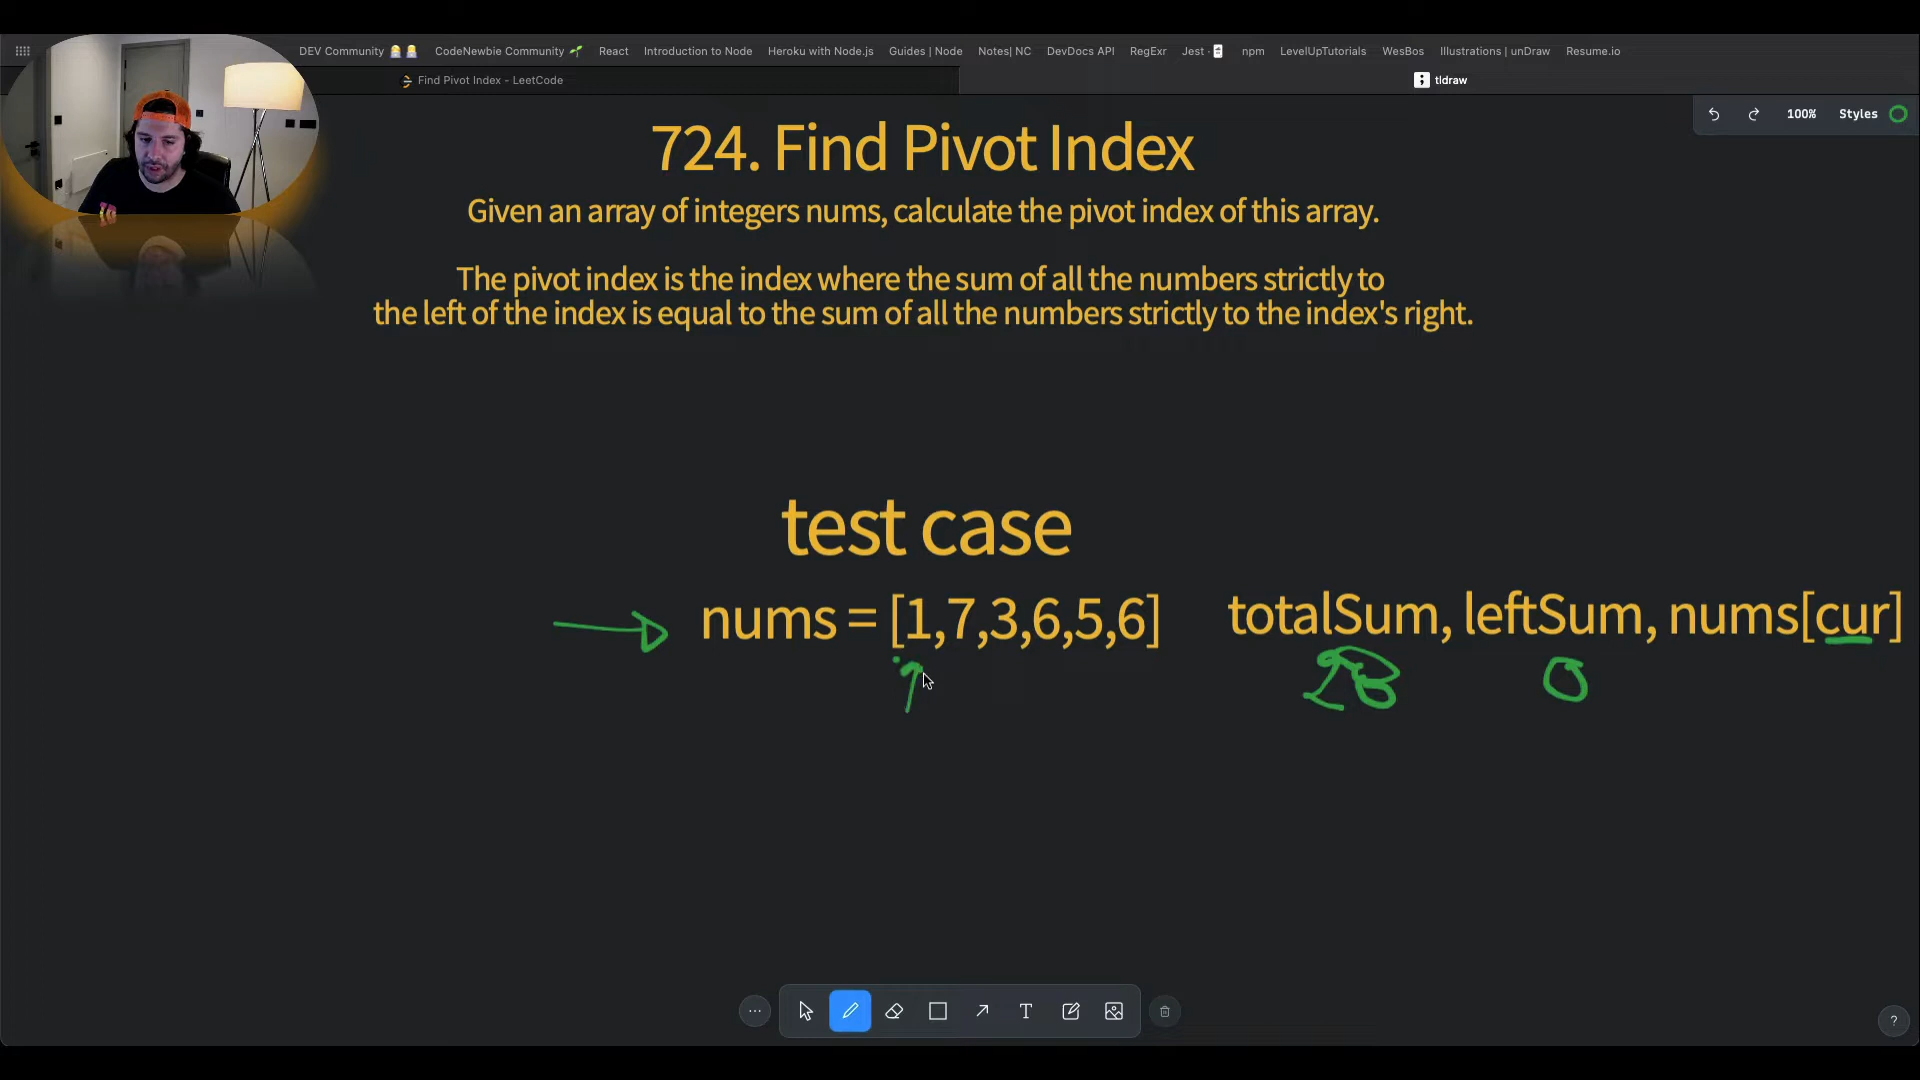 DEV Community CodeNewbie Community React Introduction to Node Heroku with Node.js Guides | Node Notes| NC DevDocs API RegExr Jest · npm LevelUpTutorials WesBos Illustrations | unDraw Resume.io
Find Pivot Index - LeetCode tldraw
100% Styles
724. Find Pivot Index
Given an array of integers nums, calculate the pivot index of this array.
The pivot index is the index where the sum of all the numbers strictly to
the left of the index is equal to the sum of all the numbers strictly to the index's right.
test case
nums = [1,7,3,6,5,6] totalSum, leftSum, nums[cur]
28 0
T
?